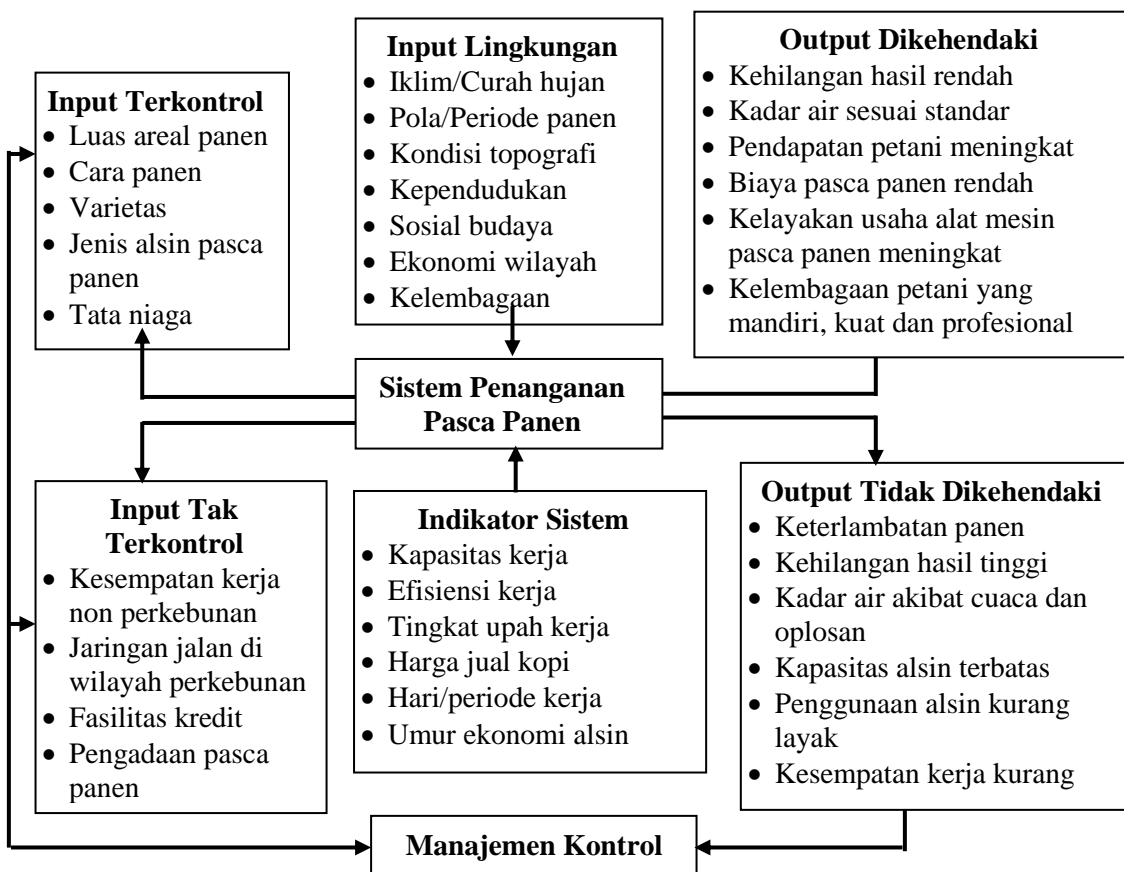 Input Terkontrol
• Luas areal panen
• Cara panen
• Varietas
• Jenis alsin pasca
panen
• Tata niaga
Input Lingkungan
• Iklim/Curah hujan
• Pola/Periode panen
• Kondisi topografi
• Kependudukan
• Sosial budaya
• Ekonomi wilayah
• Kelembagaan
Output Dikehendaki
• Kehilangan hasil rendah
• Kadar air sesuai standar
• Pendapatan petani meningkat
• Biaya pasca panen rendah
• Kelayakan usaha alat mesin
pasca panen meningkat
• Kelembagaan petani yang
mandiri, kuat dan profesional
Sistem Penanganan
Pasca Panen
Input Tak
Terkontrol
• Kesempatan kerja
non perkebunan
• Jaringan jalan di
wilayah perkebunan
• Fasilitas kredit
• Pengadaan pasca
panen
Indikator Sistem
• Kapasitas kerja
• Efisiensi kerja
• Tingkat upah kerja
• Harga jual kopi
• Hari/periode kerja
• Umur ekonomi alsin
Output Tidak Dikehendaki
• Keterlambatan panen
• Kehilangan hasil tinggi
• Kadar air akibat cuaca dan
oplosan
• Kapasitas alsin terbatas
• Penggunaan alsin kurang
layak
• Kesempatan kerja kurang
Manajemen Kontrol